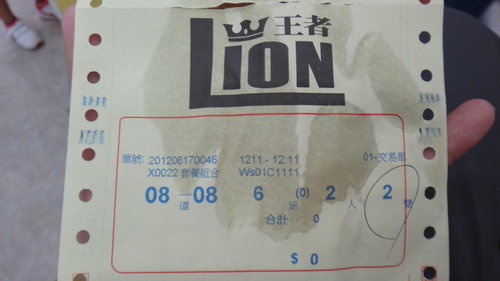 王者
LION
單號: 201206170046 1211 - 12:11 01-交易單
X0022 套餐組合 Ws01C1111
08 — 08 道 6 局 (0) 2 人 2 雙
合計 0
$ 0